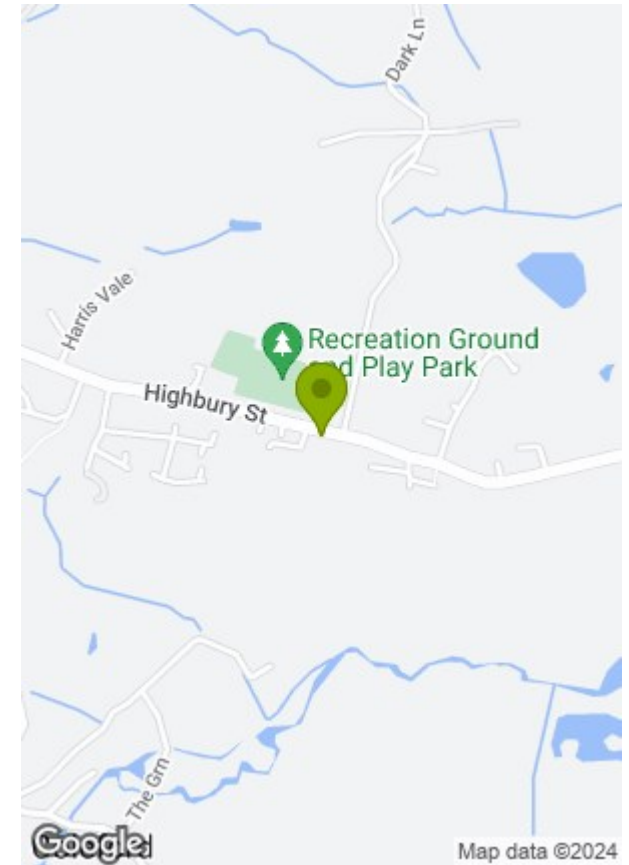 Dark Ln
Harris Vale
Recreation Ground
and Play Park
Highbury St
The Grn
Google
Map data ©2024